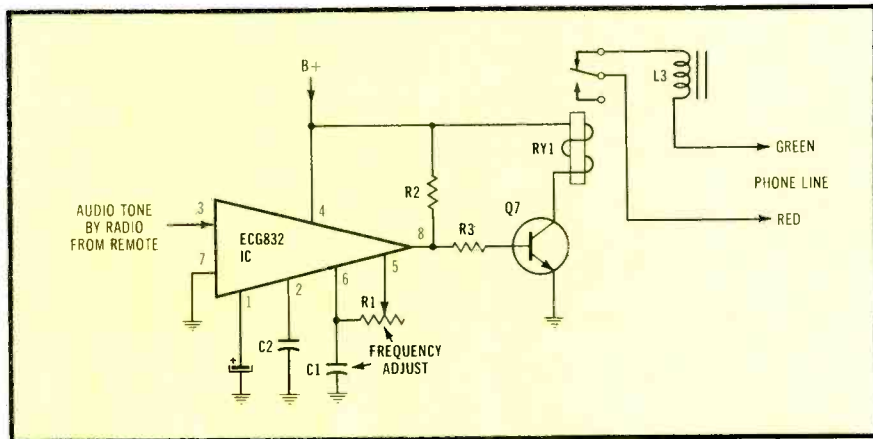 B+
L3
GREEN
RY1
PHONE LINE
R2
AUDIO TONE
BY RADIO
FROM REMOTE
3
4
Q7
RED
ECG832
IC
8
R3
7
6
5
1
2
R1
C2
FREQUENCY
ADJUST
C1
+